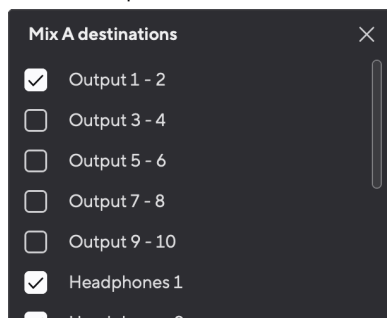 Mix A destinations
Output 1 - 2
Output 3 - 4
Output 5 - 6
Output 7 - 8
Output 9 - 10
Headphones 1